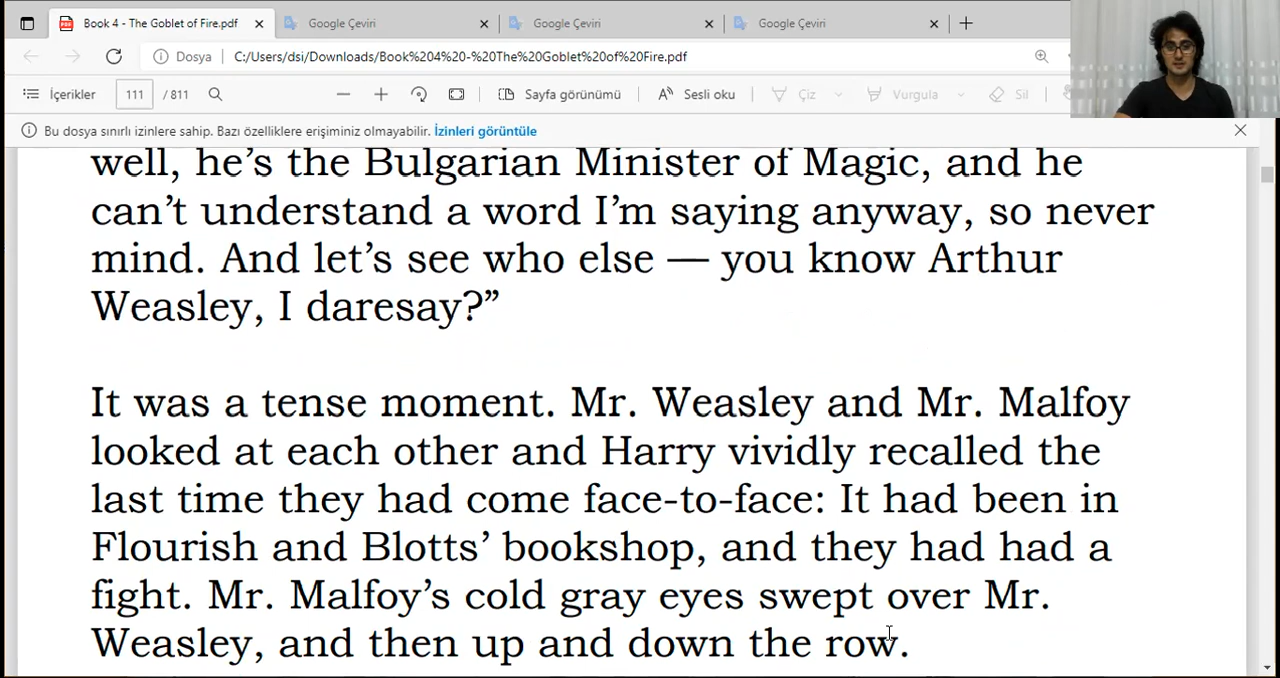 Book 4 - The Goblet of Fire.pdf
Google Çeviri
Google Çeviri
Google Çeviri
Dosya C:/Users/dsi/Downloads/Book%204%20-%20The%20Goblet%20of%20Fire.pdf
İçerikler 111 / 811 Sayfa görünümü Sesli oku Çiz Vurgula Sil
Bu dosya sınırlı izinlere sahip. Bazı özelliklere erişiminiz olmayabilir. İzinleri görüntüle
well, he’s the Bulgarian Minister of Magic, and he
can’t understand a word I’m saying anyway, so never
mind. And let’s see who else — you know Arthur
Weasley, I daresay?”
It was a tense moment. Mr. Weasley and Mr. Malfoy
looked at each other and Harry vividly recalled the
last time they had come face-to-face: It had been in
Flourish and Blotts’ bookshop, and they had had a
fight. Mr. Malfoy’s cold gray eyes swept over Mr.
Weasley, and then up and down the row.